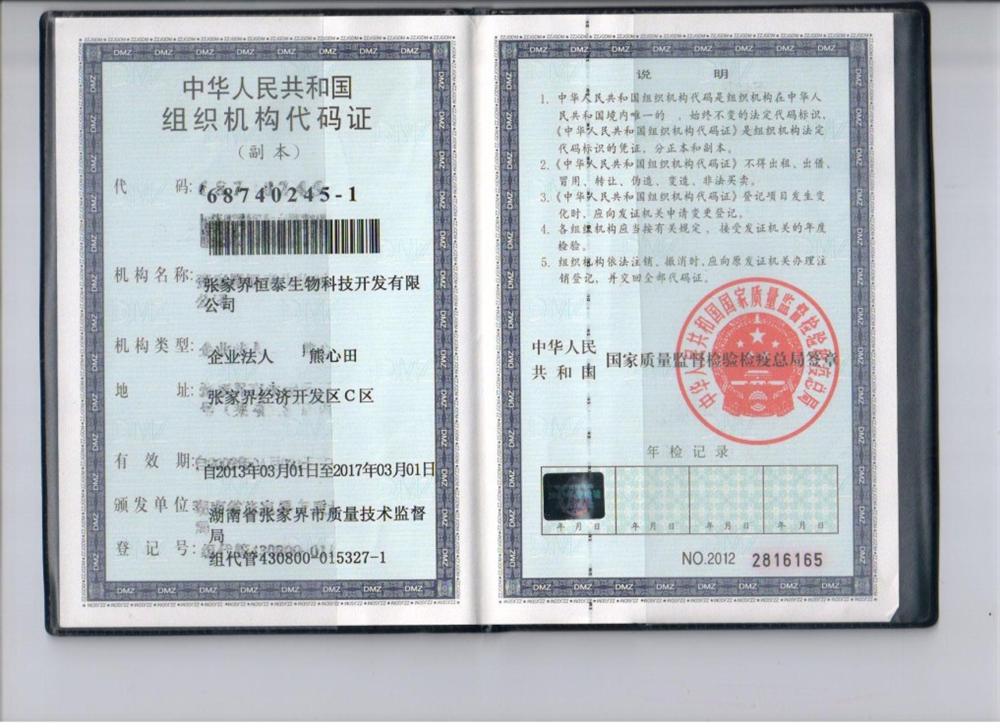 中华人民共和国
组织机构代码证
（副本）
代 码: 68740245-1
机构名称: 张家界恒泰生物科技开发有限
公司
机构类型: 企业法人 熊心田
地 址: 张家界经济开发区C区
有 效 期: 自2013年03月01日至2017年03月01日
颁发单位: 湖南省张家界市质量技术监督
局
登 记 号: 组代管430800-015327-1
说 明
1. 中华人民共和国组织机构代码是组织机构在中华人
民共和国境内唯一的、始终不变的法定代码标识，
《中华人民共和国组织机构代码证》是组织机构法定
代码标识的凭证，分正本和副本。
2.《中华人民共和国组织机构代码证》不得出租、出借、
冒用、转让、伪造、变造、非法买卖。
3.《中华人民共和国组织机构代码证》登记项目发生变
化时，应向发证机关申请变更登记。
4. 各组织机构应当按有关规定，接受发证机关的年度
检验。
5. 组织机构依法注销、撤消时，应向原发证机关办理注
销登记，并交回全部代码证。
中华人民
共和国 国家质量监督检验检疫总局签章
中华人民共和国国家质量监督检验检疫总局
年检记录
年 月 日 年 月 日 年 月 日 年 月 日
NO.2012 2816165